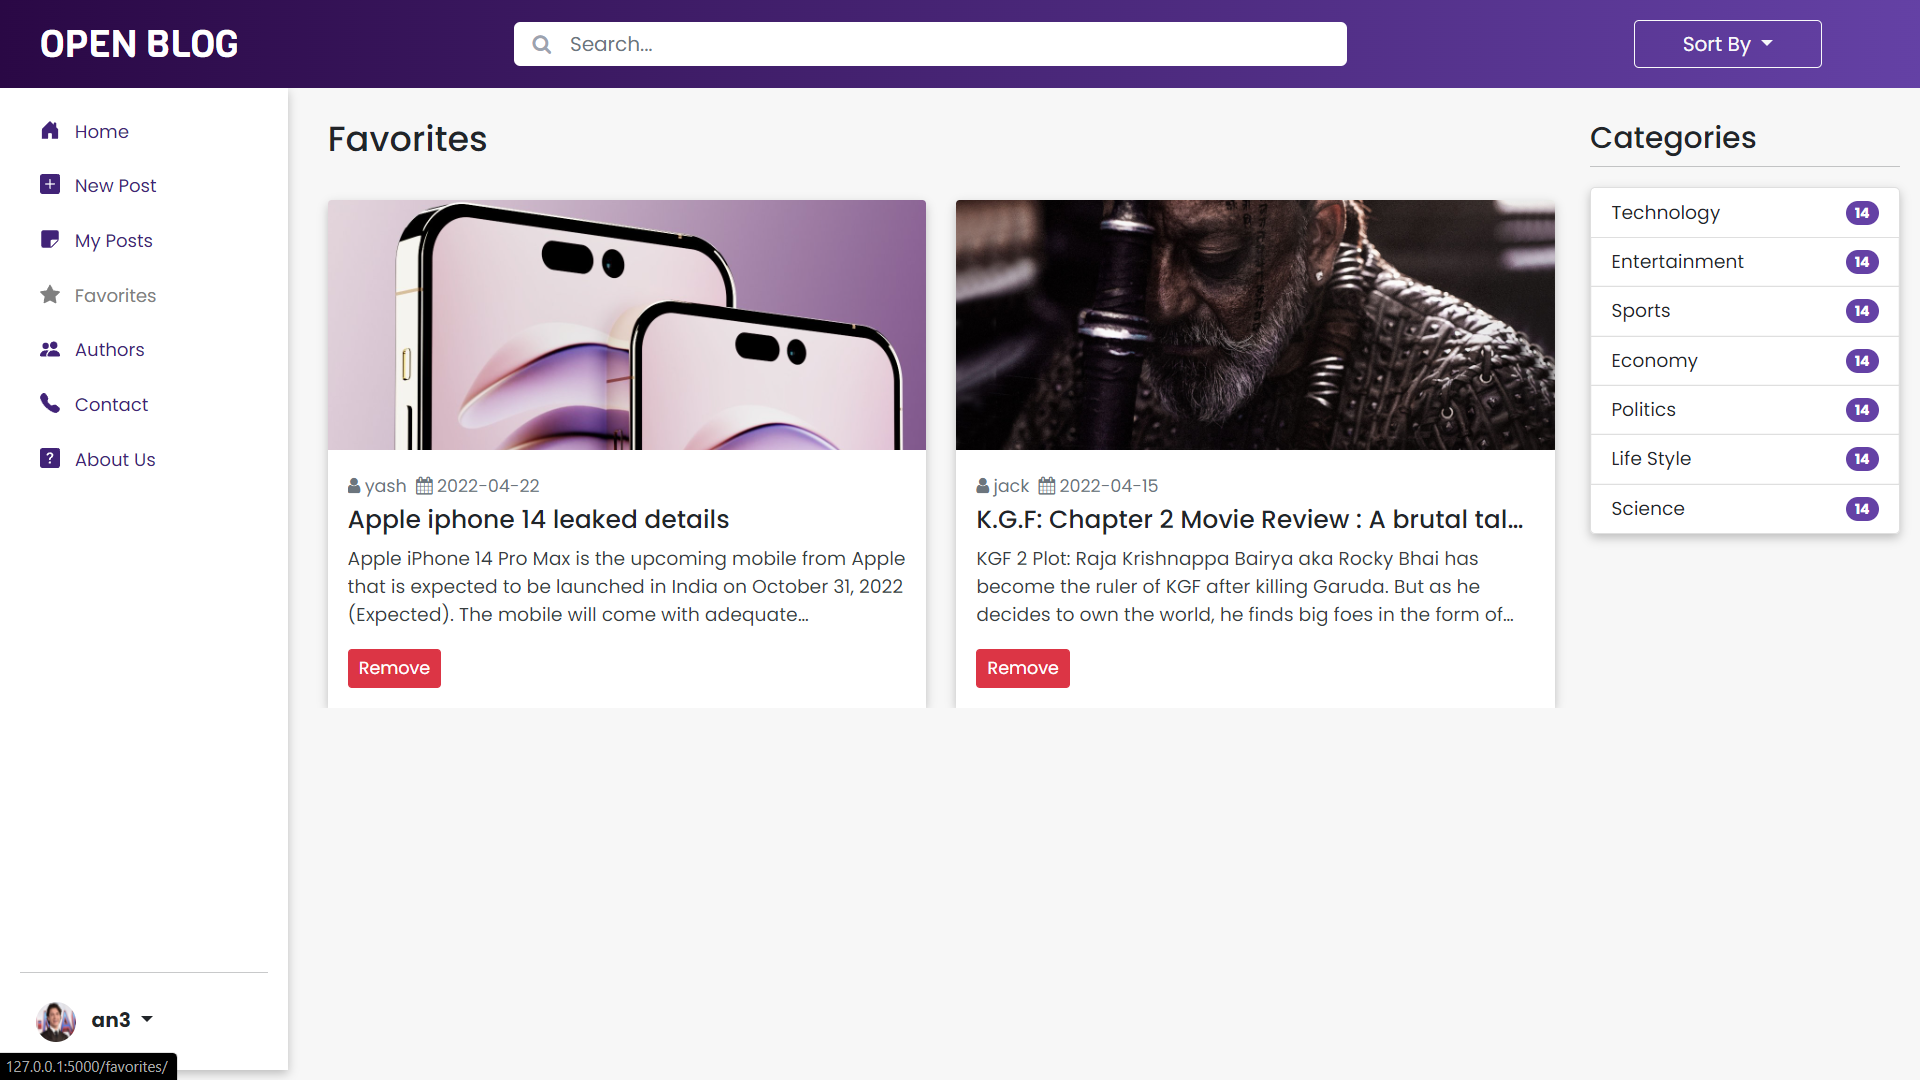 OPEN BLOG
Search...
Sort By
Home
New Post
My Posts
Favorites
Authors
Contact
About Us
an3
127.0.0.1:5000/favorites/
Favorites
yash 2022-04-22
Apple iphone 14 leaked details
Apple iPhone 14 Pro Max is the upcoming mobile from Apple
that is expected to be launched in India on October 31, 2022
(Expected). The mobile will come with adequate...
Remove
jack 2022-04-15
K.G.F: Chapter 2 Movie Review : A brutal tal...
KGF 2 Plot: Raja Krishnappa Bairya aka Rocky Bhai has
become the ruler of KGF after killing Garuda. But as he
decides to own the world, he finds big foes in the form of...
Remove
Categories
Technology 14
Entertainment 14
Sports 14
Economy 14
Politics 14
Life Style 14
Science 14